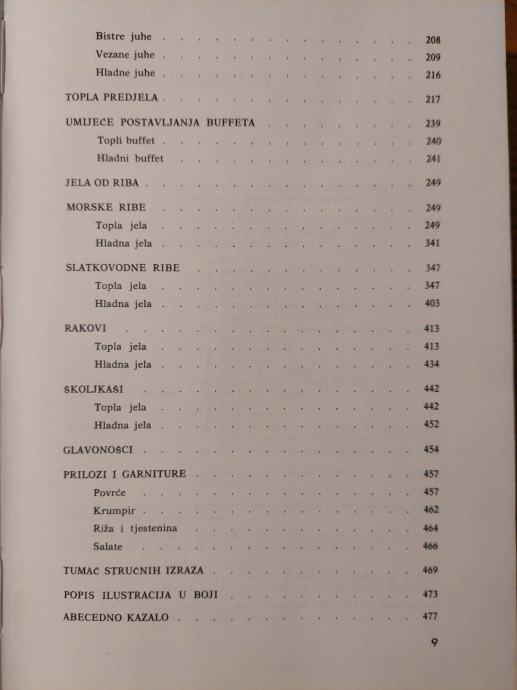 Bistre juhe . . . . . . . . . . . . . . 208
Vezane juhe . . . . . . . . . . . . . . 209
Hladne juhe . . . . . . . . . . . . . . 216
TOPLA PREDJELA . . . . . . . . . . . . . . 217
UMIJEĆE POSTAVLJANJA BUFFETA . . . . . . . . 239
Topli buffet . . . . . . . . . . . . . . 240
Hladni buffet . . . . . . . . . . . . . 241
JELA OD RIBA . . . . . . . . . . . . . . . 249
MORSKE RIBE . . . . . . . . . . . . . . 249
Topla jela . . . . . . . . . . . . . . 249
Hladna jela . . . . . . . . . . . . . . 341
SLATKOVODNE RIBE . . . . . . . . . . . . 347
Topla jela . . . . . . . . . . . . . . 347
Hladna jela . . . . . . . . . . . . . . 403
RAKOVI . . . . . . . . . . . . . . . . 413
Topla jela . . . . . . . . . . . . . . 413
Hladna jela . . . . . . . . . . . . . . 434
ŠKOLJKAŠI . . . . . . . . . . . . . . . 442
Topla jela . . . . . . . . . . . . . . 442
Hladna jela . . . . . . . . . . . . . . 452
GLAVONOŠCI . . . . . . . . . . . . . . . 454
PRILOZI I GARNITURE . . . . . . . . . . . . 457
Povrće . . . . . . . . . . . . . . . 457
Krumpir . . . . . . . . . . . . . . . 462
Riža i tjestenina . . . . . . . . . . . . 464
Salate . . . . . . . . . . . . . . . 466
TUMAČ STRUČNIH IZRAZA . . . . . . . . . . . 469
POPIS ILUSTRACIJA U BOJI . . . . . . . . . . 473
ABECEDNO KAZALO . . . . . . . . . . . . . 477
9